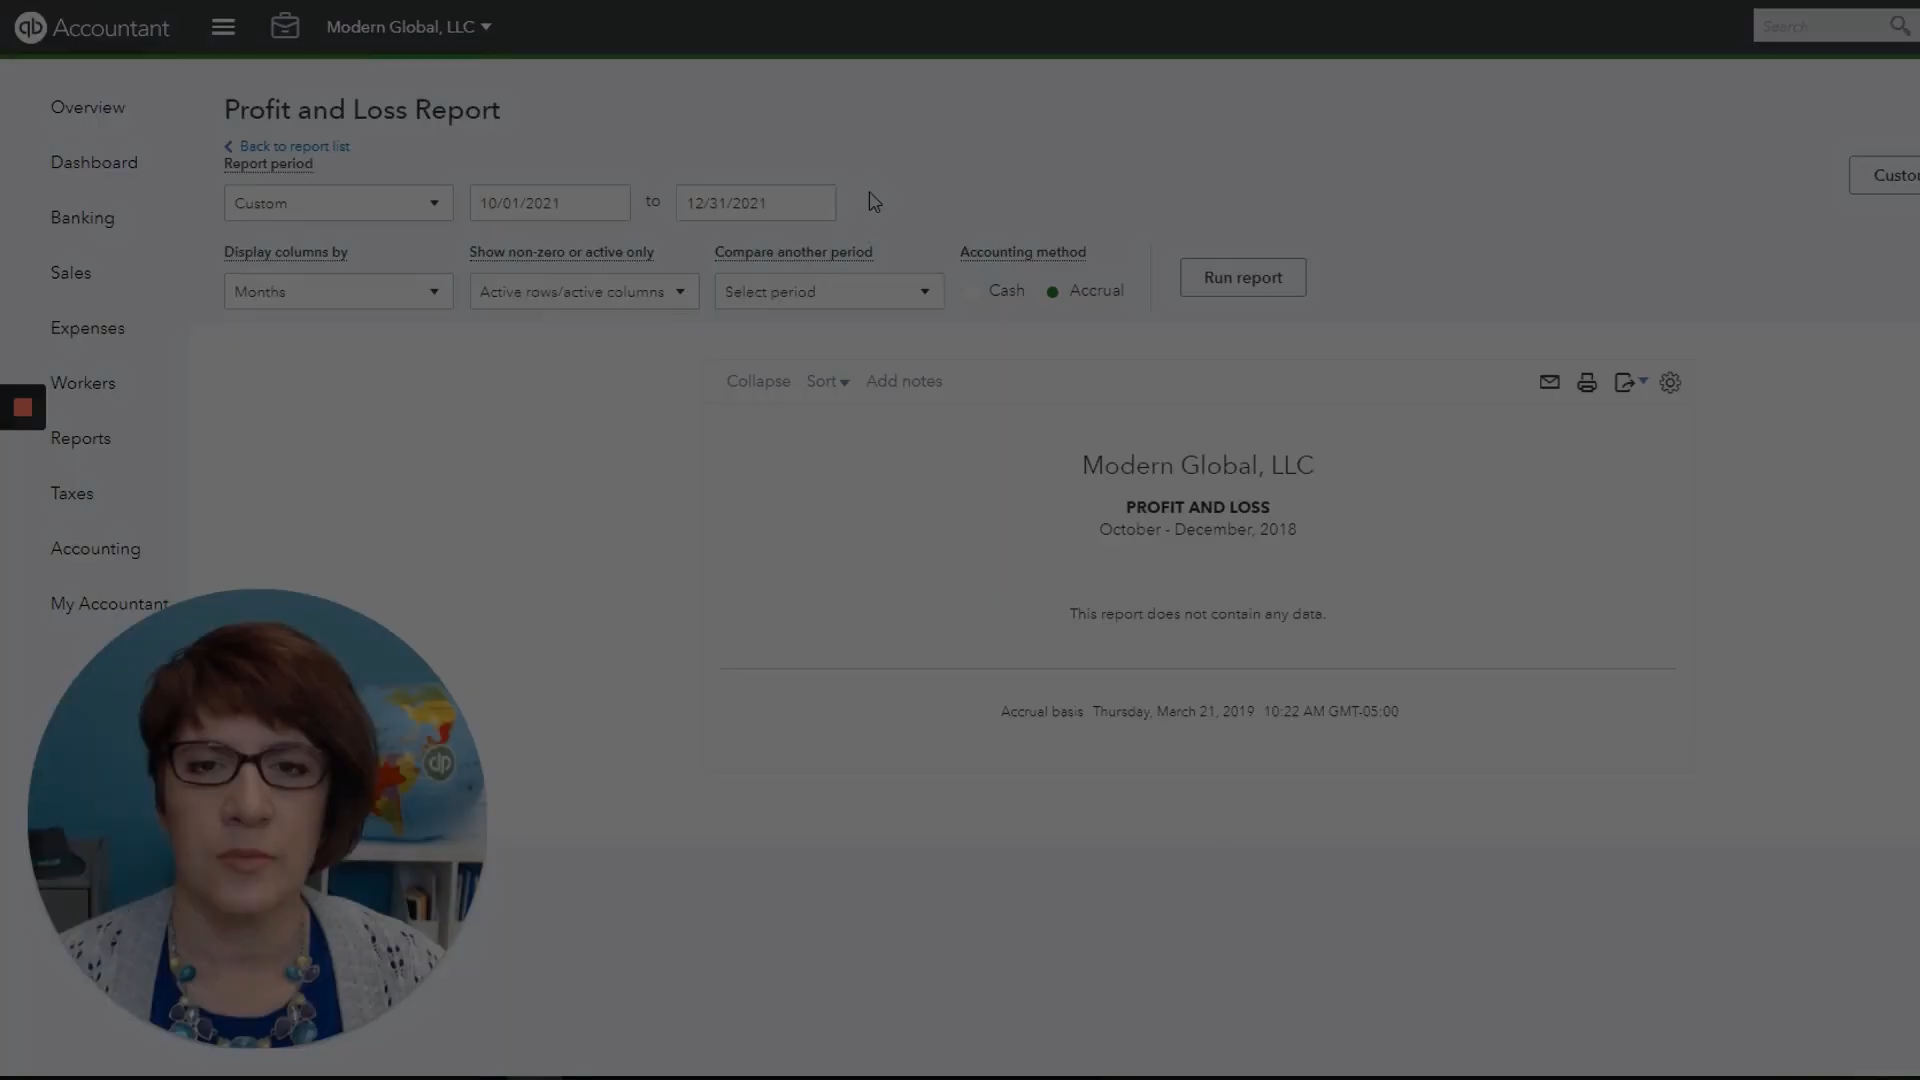 qb Accountant
Modern Global, LLC
Search
Overview
Dashboard
Banking
Sales
Expenses
Workers
Reports
Taxes
Accounting
My Accountant
Profit and Loss Report
Back to report list
Report period
Custom
10/01/2021 to 12/31/2021
Display columns by
Show non-zero or active only
Compare another period
Accounting method
Months
Active rows/active columns
Select period
Cash
Accrual
Run report
Custo
Collapse Sort Add notes
Modern Global, LLC
PROFIT AND LOSS
October - December, 2018
This report does not contain any data.
Accrual basis Thursday, March 21, 2019 10:22 AM GMT-05:00
qb